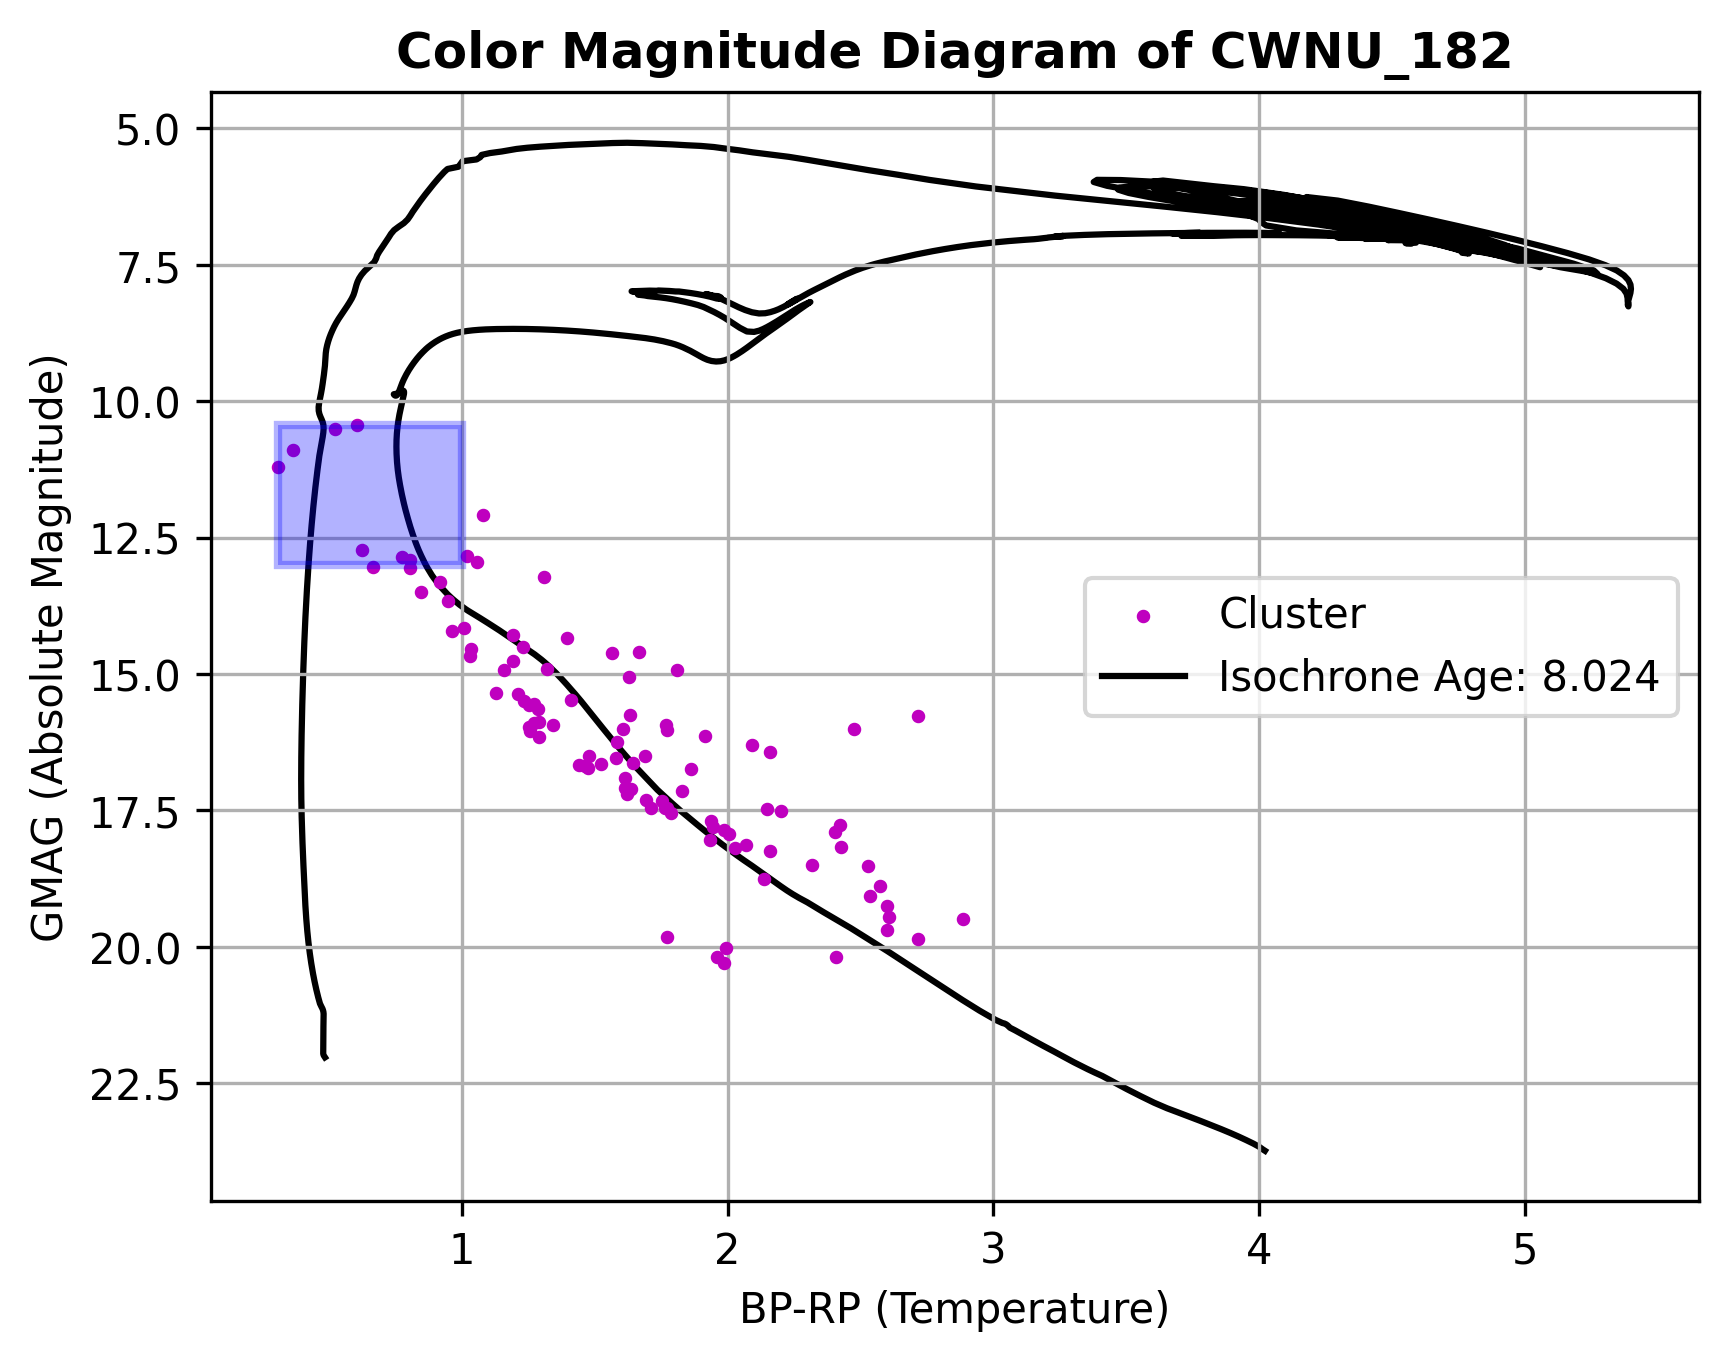 Color Magnitude Diagram of CWNU_182
GMAG (Absolute Magnitude)
5.0
7.5
10.0
12.5
15.0
17.5
20.0
22.5
Cluster
Isochrone Age: 8.024
1
2
3
4
5
BP-RP (Temperature)